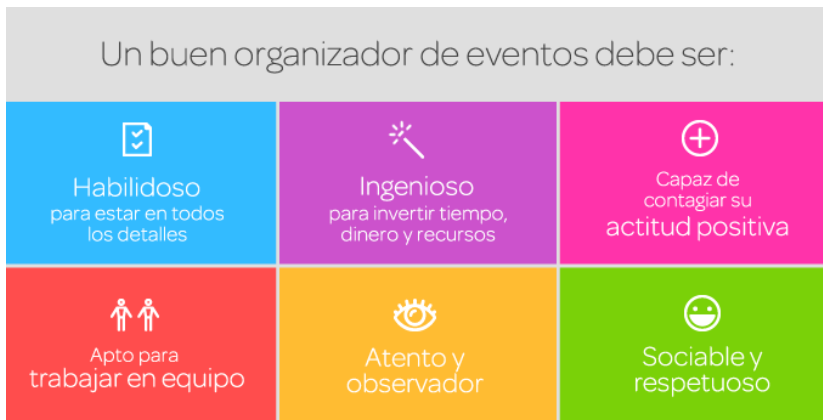 Un buen organizador de eventos debe ser:
Habilidoso
para estar en todos
los detalles
Ingenioso
para invertir tiempo,
dinero y recursos
Capaz de
contagiar su
actitud positiva
Apto para
trabajar en equipo
Atento y
observador
Sociable y
respetuoso